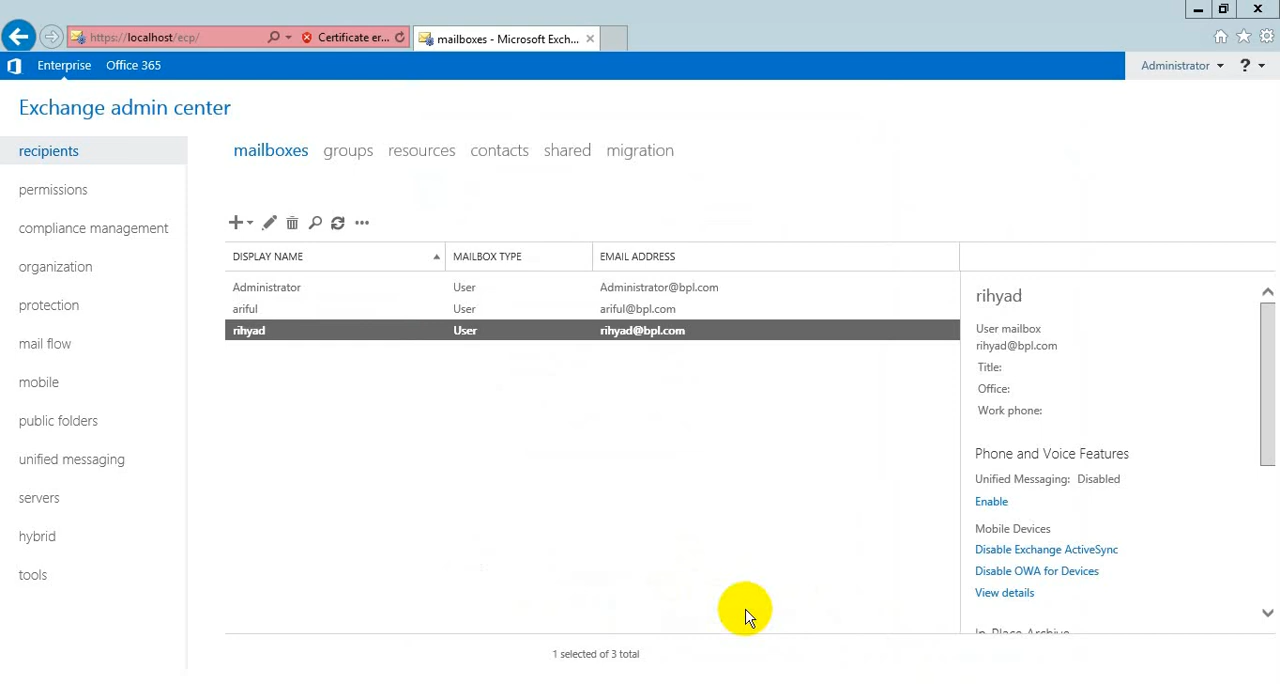 https://localhost/ecp/ Certificate er... mailboxes - Microsoft Exch...
Enterprise Office 365 Administrator ?
Exchange admin center
recipients
permissions
compliance management
organization
protection
mail flow
mobile
public folders
unified messaging
servers
hybrid
tools
mailboxes groups resources contacts shared migration
DISPLAY NAME MAILBOX TYPE EMAIL ADDRESS
Administrator User Administrator@bpl.com
ariful User ariful@bpl.com
rihyad User rihyad@bpl.com
1 selected of 3 total
rihyad
User mailbox
rihyad@bpl.com
Title:
Office:
Work phone:
Phone and Voice Features
Unified Messaging: Disabled
Enable
Mobile Devices
Disable Exchange ActiveSync
Disable OWA for Devices
View details
In-Place Archive